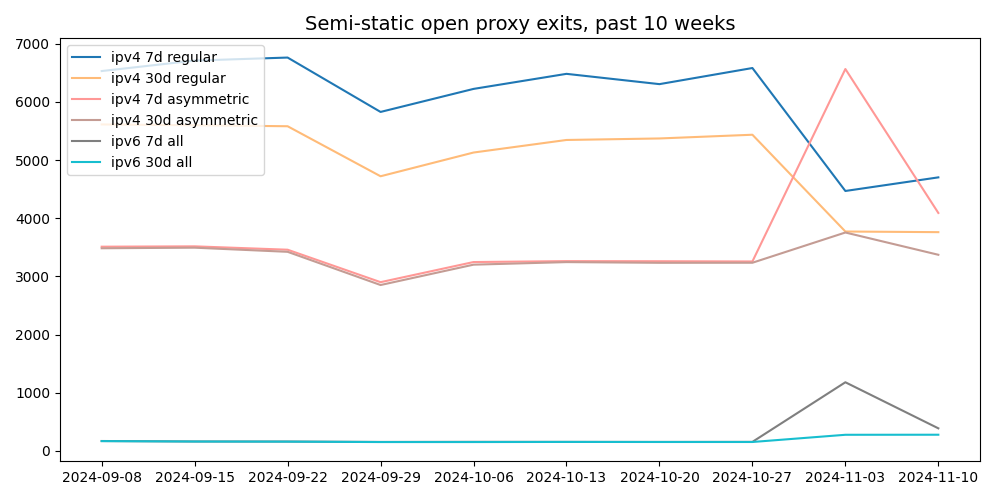 Semi-static open proxy exits, past 10 weeks
7000
6000
5000
4000
3000
2000
1000
0
ipv4 7d regular
ipv4 30d regular
ipv4 7d asymmetric
ipv4 30d asymmetric
ipv6 7d all
ipv6 30d all
2024-09-08 2024-09-15 2024-09-22 2024-09-29 2024-10-06 2024-10-13 2024-10-20 2024-10-27 2024-11-03 2024-11-10